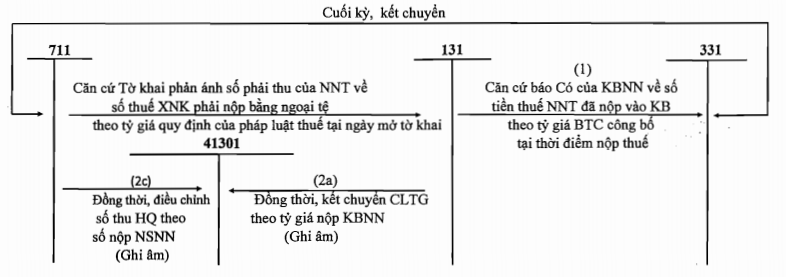 Cuối kỳ, kết chuyển
711
131
331
Căn cứ Tờ khai phản ánh số phải thu của NNT về
số thuế XNK phải nộp bằng ngoại tệ
theo tỷ giá quy định của pháp luật thuế tại ngày mở tờ khai
(1)
Căn cứ báo Có của KBNN về số
tiền thuế NNT đã nộp vào KB
theo tỷ giá BTC công bố
tại thời điểm nộp thuế
41301
(2c)
Đồng thời, điều chỉnh
số thu HQ theo
số nộp NSNN
(Ghi âm)
(2a)
Đồng thời, kết chuyển CLTG
theo tỷ giá nộp KBNN
(Ghi âm)